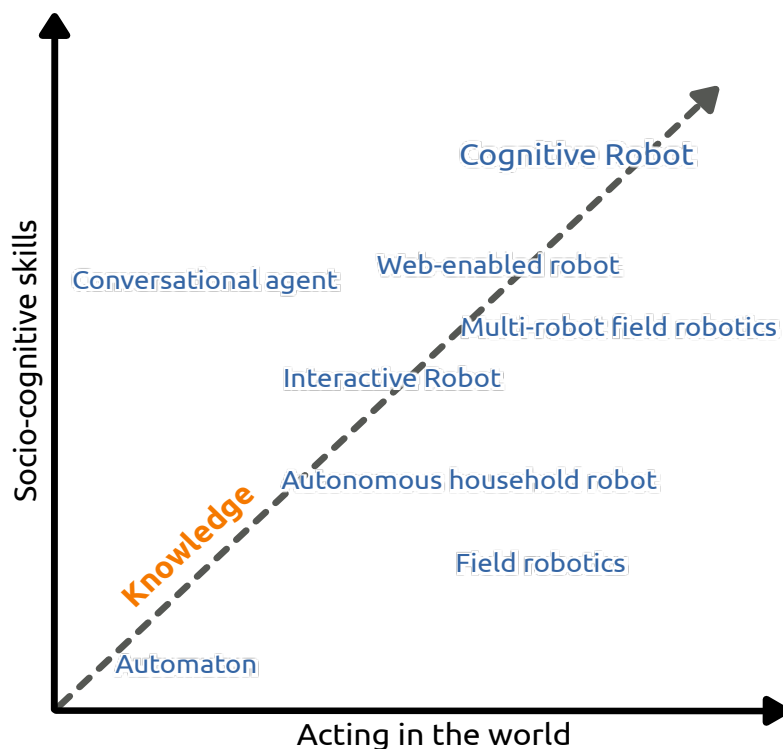 Cognitive Robot
Web-enabled robot
Conversational agent
Multi-robot field robotics
Interactive Robot
Autonomous household robot
Knowledge
Field robotics
Automaton
Socio-cognitive skills
Acting in the world